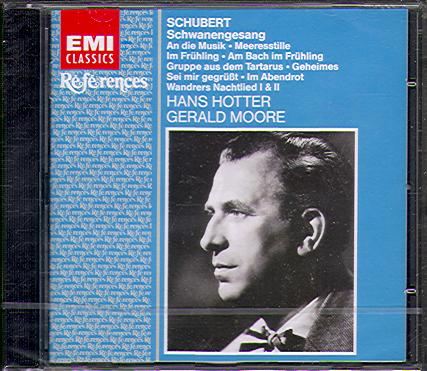 EMI
CLASSICS
Références
SCHUBERT
Schwanengesang
An die Musik • Meeresstille
Im Frühling • Am Bach im Frühling
Gruppe aus dem Tartarus • Geheimes
Sei mir gegrüßt • Im Abendrot
Wandrers Nachtlied I & II
HANS HOTTER
GERALD MOORE